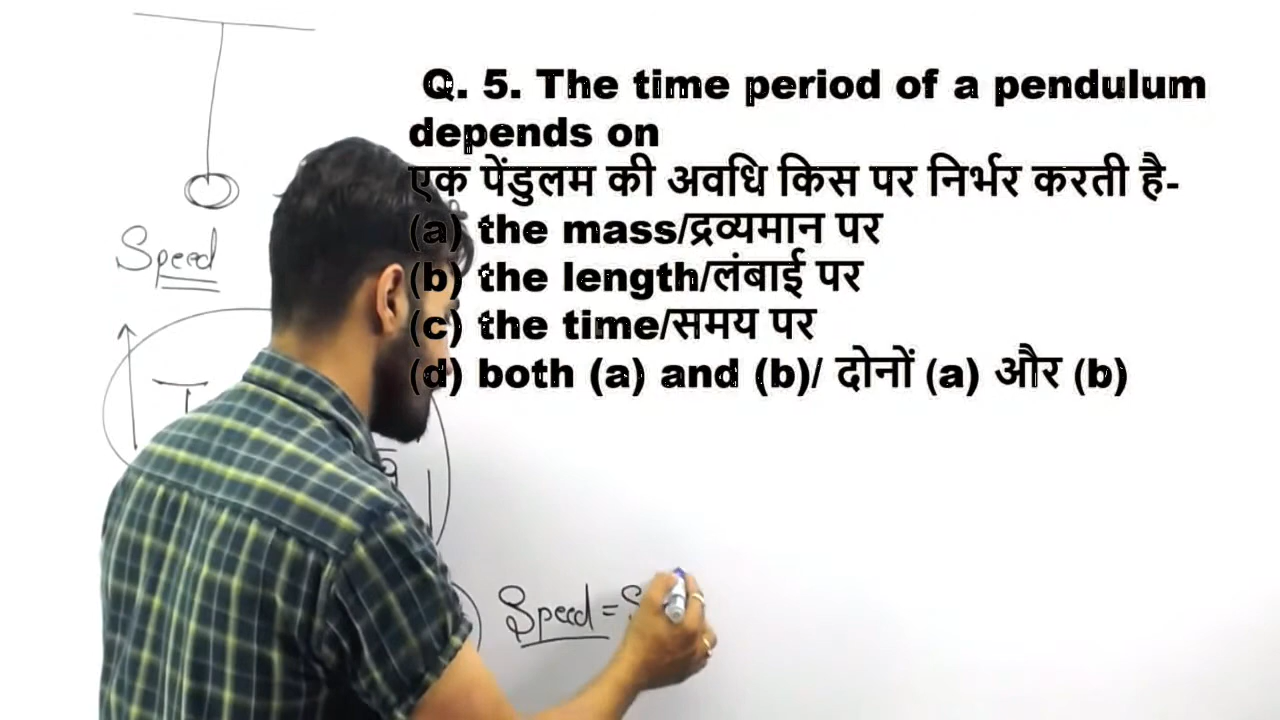 Q. 5. The time period of a pendulum
depends on
एक पेंडुलम की अवधि किस पर निर्भर करती है-
(a) the mass/द्रव्यमान पर
(b) the length/लंबाई पर
(c) the time/समय पर
(d) both (a) and (b)/ दोनों (a) और (b)
Speed
Speed = S